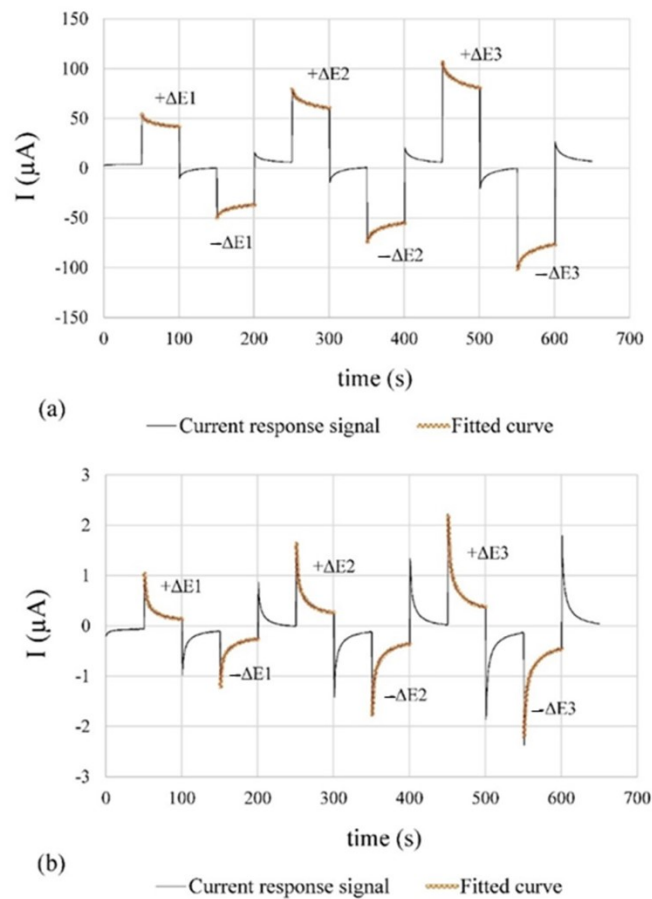 150
+ΔE3
100
+ΔE2
+ΔE1
50
I (µA)
0
0 100 200 300 400 500 600 700
-50
−ΔE1
−ΔE2
-100
−ΔE3
-150
time (s)
(a)
Current response signal Fitted curve
3
2
+ΔE3
+ΔE2
+ΔE1
1
I (µA)
0
0 100 200 300 400 500 600 700
-1
−ΔE1
−ΔE2
-2
−ΔE3
-3
time (s)
(b)
Current response signal Fitted curve